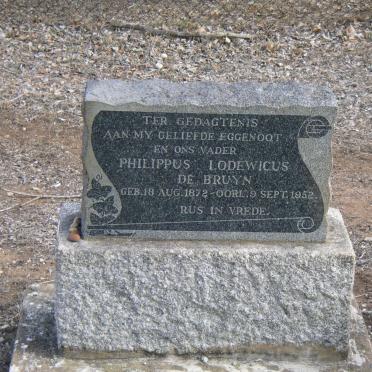 TER GEDAGTENIS
AAN MY GELIEFDE EGGENOOT
EN ONS VADER
PHILIPPUS LODEWICUS
DE BRUYN
GEB. 18 AUG. 1872 - OORL. 9 SEPT. 1952.
RUS IN VREDE.